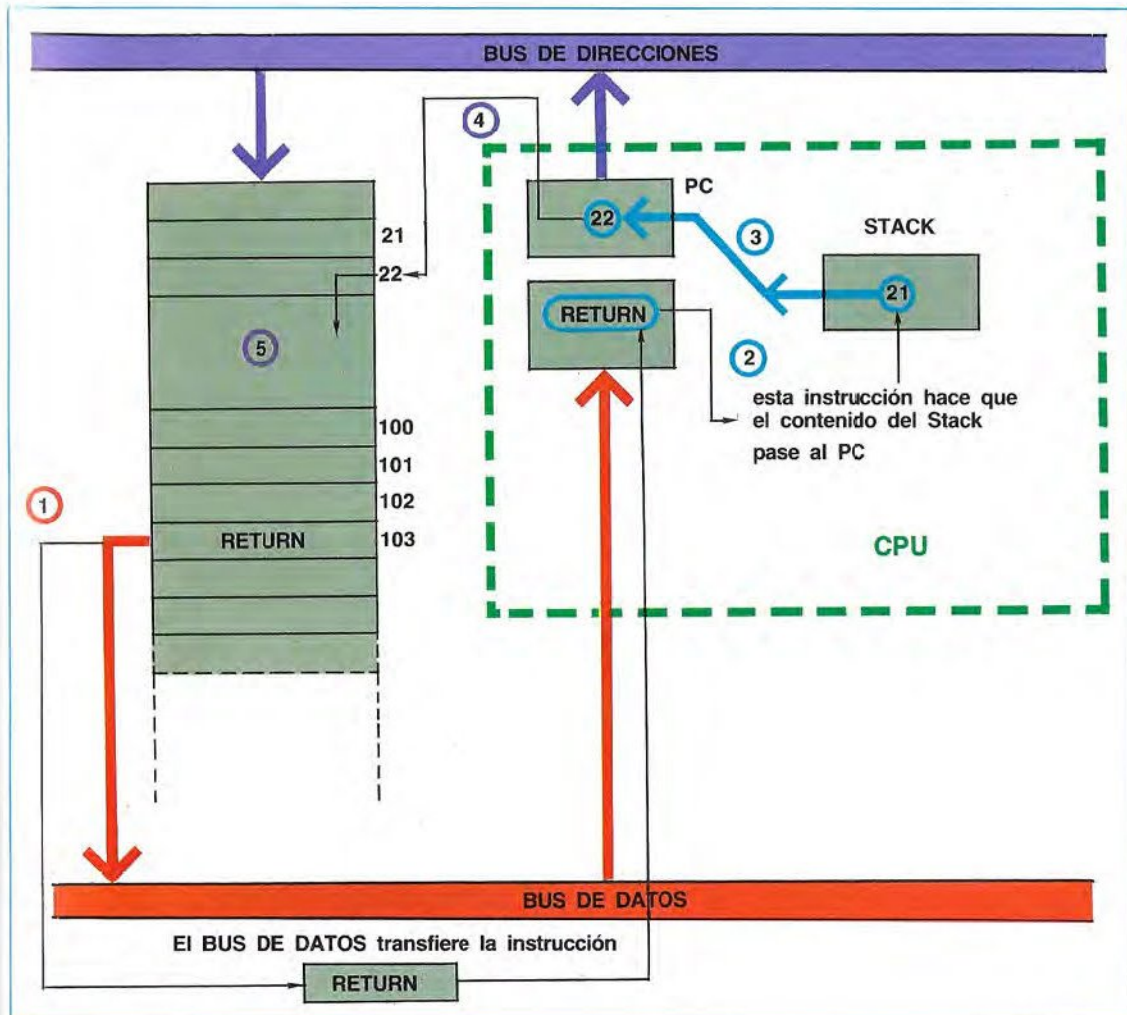 BUS DE DIRECCIONES
4
PC
21
22
3
STACK
22
21
RETURN
5
2
esta instrucción hace que
el contenido del Stack
pase al PC
100
101
1
102
RETURN
103
CPU
BUS DE DATOS
El BUS DE DATOS transfiere la instrucción
RETURN